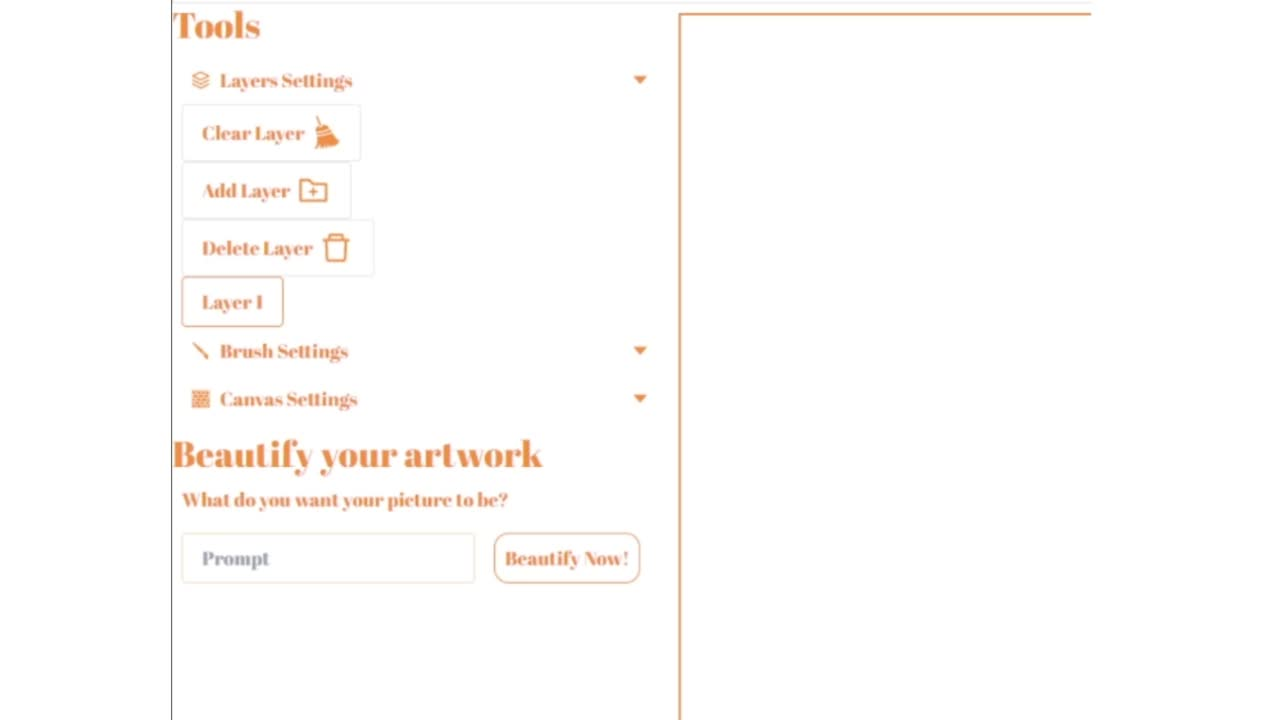 Tools
Layers Settings
Clear Layer
Add Layer
Delete Layer
Layer 1
Brush Settings
Canvas Settings
Beautify your artwork
What do you want your picture to be?
Prompt Beautify Now!